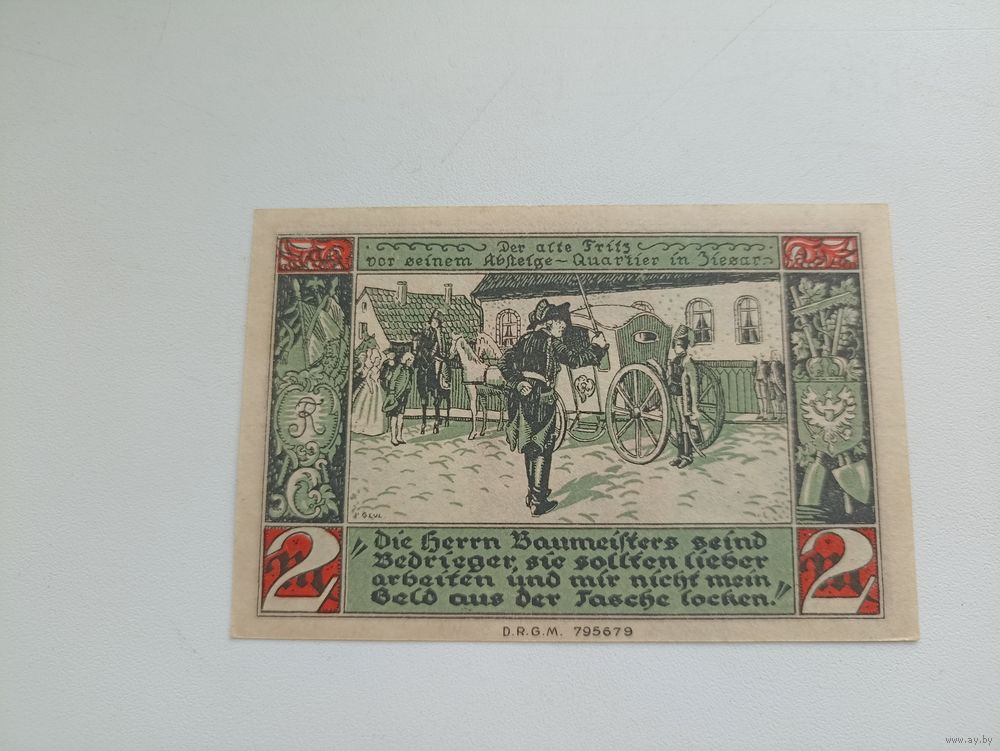 Der alte Fritz
vor seinem Absteige-Quartier in Ziesar
FR
2
M
„Die Herrn Baumeisters seind
Bedrieger, sie sollten lieber
arbeiten und mir nicht mein
Geld aus der Tasche locken."
2
M
D.R.G.M. 795679
www.ay.by